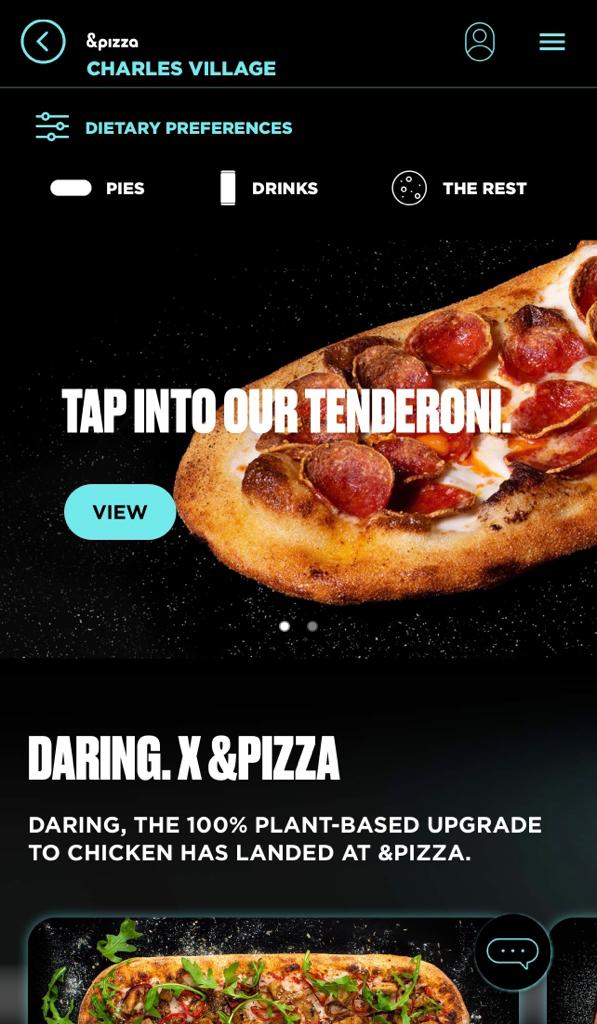 &pizza
CHARLES VILLAGE
DIETARY PREFERENCES
PIES
DRINKS
THE REST
TAP INTO OUR TENDERONI.
VIEW
DARING. X &PIZZA
DARING, THE 100% PLANT-BASED UPGRADE
TO CHICKEN HAS LANDED AT &PIZZA.